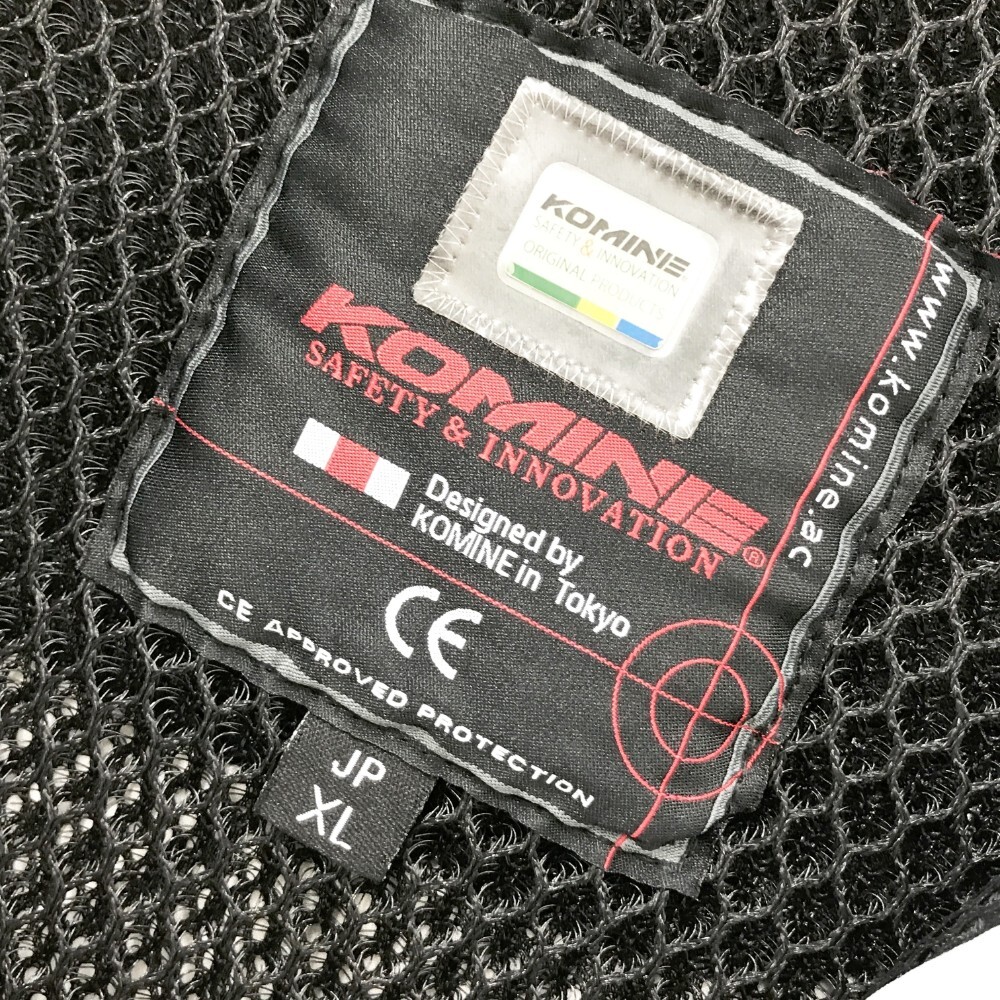 KOMINE
SAFETY & INNOVATION
ORIGINAL PRODUCTS
KOMINE®
SAFETY & INNOVATION
Designed by
KOMINE in Tokyo
CE
CE APPROVED PROTECTION
www.komine.ac
JP
XL